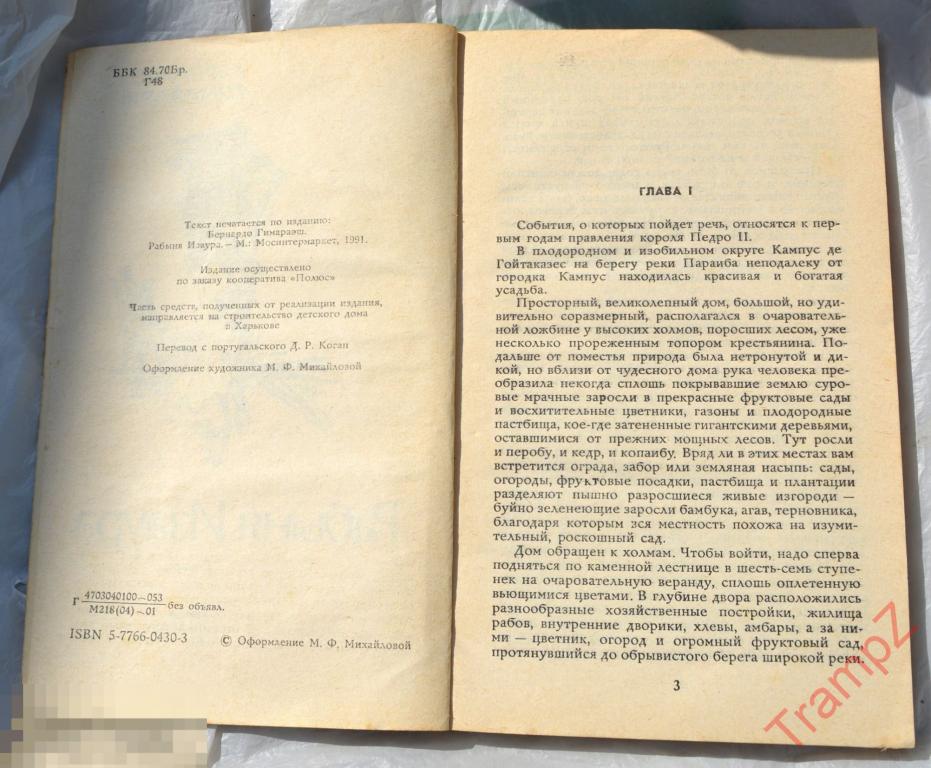 ББК 84.70Бр.
Г48
Текст печатается по изданию:
Бернардо Гимараэш.
Рабыня Изаура. — М.: Мосинтермаркет, 1991.
Издание осуществлено
по заказу кооператива «Полюс»
Часть средств, полученных от реализации издания,
направляется на строительство детского дома
в Харькове
Перевод с португальского Д. Р. Коган
Оформление художника М. Ф. Михайловой
Г 4703040100—053
М218(04)—01 без объявл.
ISBN 5-7766-0430-3
© Оформление М. Ф. Михайловой
ГЛАВА I
События, о которых пойдет речь, относятся к пер-
вым годам правления короля Педро II.
В плодородном и изобильном округе Кампус де
Гойтаказес на берегу реки Параиба неподалеку от
городка Кампус находилась красивая и богатая
усадьба.
Просторный, великолепный дом, большой, но уди-
вительно соразмерный, располагался в очарователь-
ной ложбине у высоких холмов, поросших лесом, уже
несколько прореженным топором крестьянина. По-
дальше от поместья природа была нетронутой и ди-
кой, но вблизи от чудесного дома рука человека пре-
образила некогда сплошь покрывавшие землю суро-
вые мрачные заросли в прекрасные фруктовые сады
и восхитительные цветники, газоны и плодородные
пастбища, кое-где затененные гигантскими деревьями,
оставшимися от прежних мощных лесов. Тут росли
и перобу, и кедр, и копаибу. Вряд ли в этих местах вам
встретится ограда, забор или земляная насыпь: сады,
огороды, фруктовые посадки, пастбища и плантации
разделяют пышно разросшиеся живые изгороди —
буйно зеленеющие заросли бамбука, агав, терновника,
благодаря которым вся местность похожа на изуми-
тельный, роскошный сад.
Дом обращен к холмам. Чтобы войти, надо сперва
подняться по каменной лестнице в шесть-семь ступе-
нек на очаровательную веранду, сплошь оплетенную
вьющимися цветами. В глубине двора расположились
разнообразные хозяйственные постройки, жилища
рабов, внутренние дворики, хлевы, амбары, а за ни-
ми — цветник, огород и огромный фруктовый сад,
протянувшийся до обрывистого берега широкой реки.
3
TrampZ